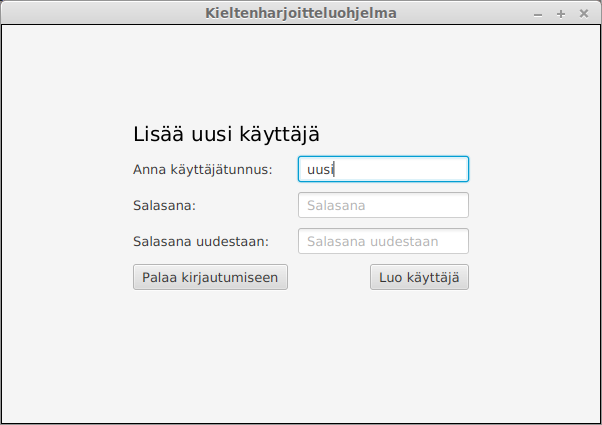 Kieltenharjoitteluohjelma
Lisää uusi käyttäjä
Anna käyttäjätunnus: uusi
Salasana: Salasana
Salasana uudestaan: Salasana uudestaan
Palaa kirjautumiseen Luo käyttäjä